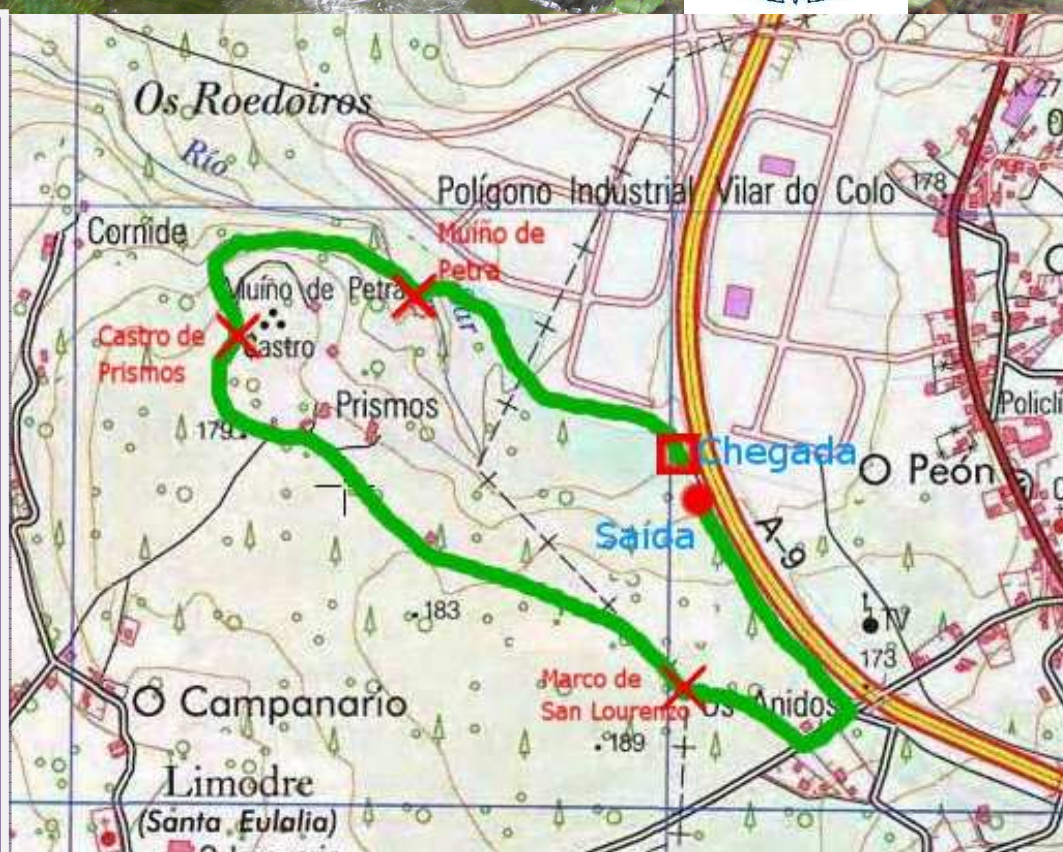 Os Roedoiros
Río
K.27
Polígono Industrial Vilar do Colo
178
Cornide
Muíño de
Petra
Muíño de Petra
Castro de
Prismos
Castro
Prismos
179
Chegada
O Peón
Saída
A-9
183
TV
173
Marco de
San Lourenzo
Os Anidos
O Campanario
189
Limodre
(Santa Eulalia)